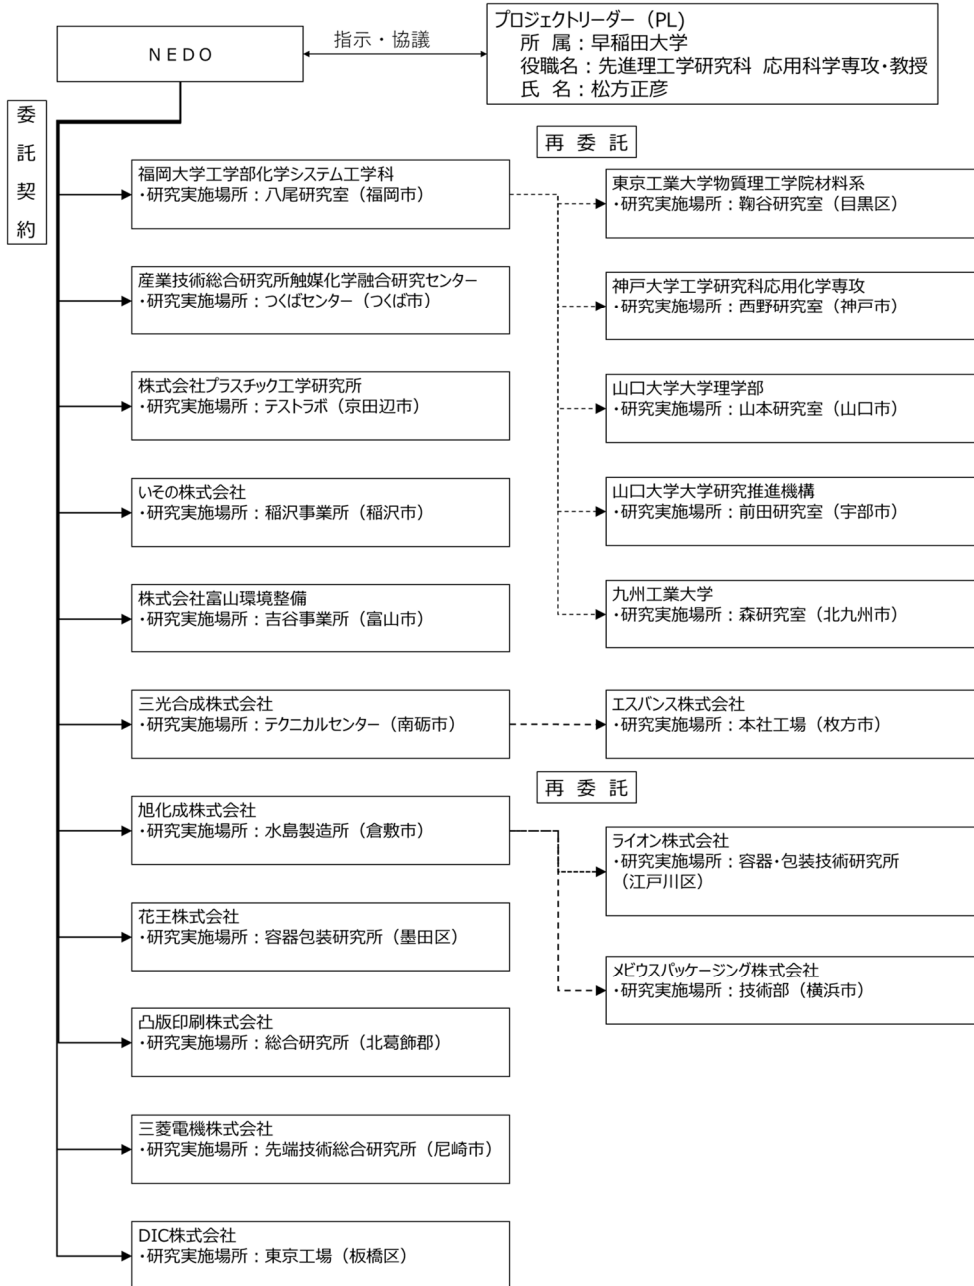 NEDO
指示・協議
プロジェクトリーダー（PL）
所 属：早稲田大学
役職名：先進理工学研究科 応用科学専攻・教授
氏 名：松方正彦
委託契約
再 委 託
福岡大学工学部化学システム工学科
・研究実施場所：八尾研究室（福岡市）
産業技術総合研究所触媒化学融合研究センター
・研究実施場所：つくばセンター（つくば市）
株式会社プラスチック工学研究所
・研究実施場所：テストラボ（京田辺市）
いその株式会社
・研究実施場所：稲沢事業所（稲沢市）
株式会社富山環境整備
・研究実施場所：吉谷事業所（富山市）
三光合成株式会社
・研究実施場所：テクニカルセンター（南砺市）
旭化成株式会社
・研究実施場所：水島製造所（倉敷市）
花王株式会社
・研究実施場所：容器包装研究所（墨田区）
凸版印刷株式会社
・研究実施場所：総合研究所（北葛飾郡）
三菱電機株式会社
・研究実施場所：先端技術総合研究所（尼崎市）
DIC株式会社
・研究実施場所：東京工場（板橋区）
東京工業大学物質理工学院材料系
・研究実施場所：鞠谷研究室（目黒区）
神戸大学工学研究科応用化学専攻
・研究実施場所：西野研究室（神戸市）
山口大学大学理学部
・研究実施場所：山本研究室（山口市）
山口大学大学研究推進機構
・研究実施場所：前田研究室（宇部市）
九州工業大学
・研究実施場所：森研究室（北九州市）
エスバンス株式会社
・研究実施場所：本社工場（枚方市）
再 委 託
ライオン株式会社
・研究実施場所：容器・包装技術研究所
（江戸川区）
メビウスパッケージング株式会社
・研究実施場所：技術部（横浜市）